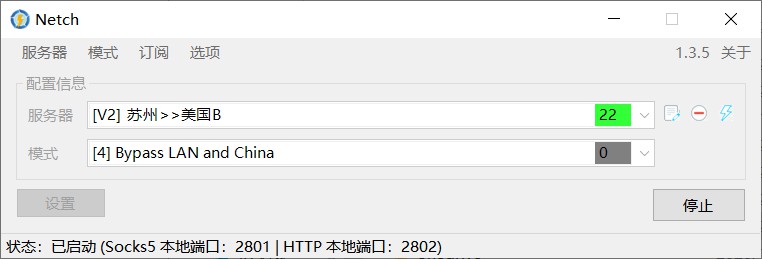 Netch
服务器 模式 订阅 选项 1.3.5 关于
配置信息
服务器 [V2] 苏州>>美国B 22
模式 [4] Bypass LAN and China 0
设置 停止
状态：已启动 (Socks5 本地端口：2801 | HTTP 本地端口：2802)